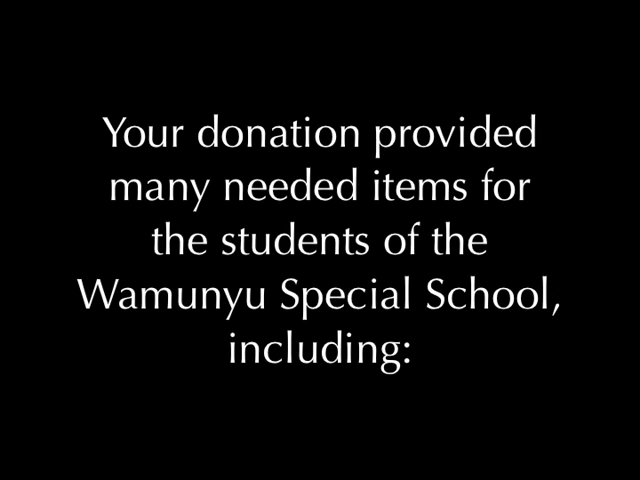 Your donation provided
many needed items for
the students of the
Wamunyu Special School,
including: